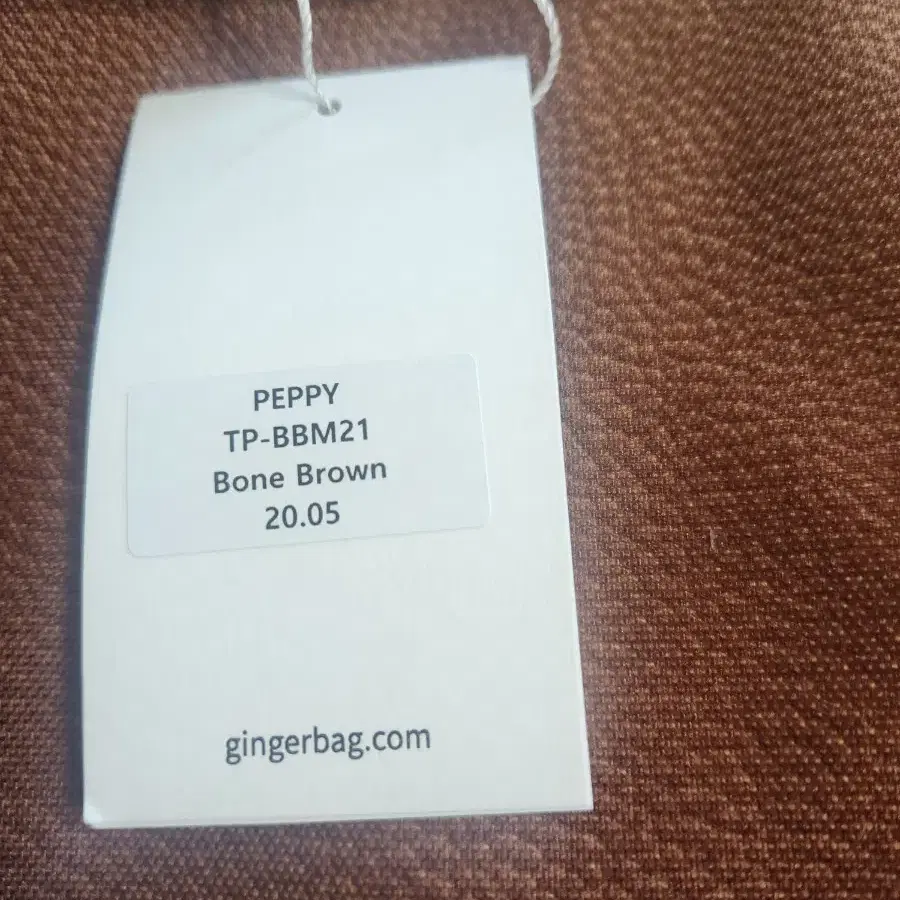 PEPPY
TP-BBM21
Bone Brown
20.05
gingerbag.com